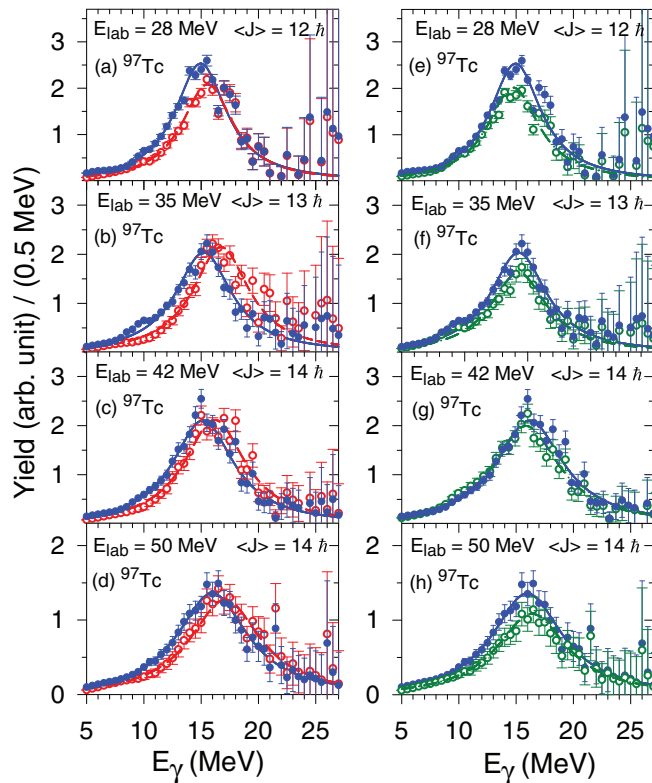 E_lab = 28 MeV <J> = 12 ℏ
(a) ⁹⁷Tc
3
2
1
E_lab = 35 MeV <J> = 13 ℏ
(b) ⁹⁷Tc
3
2
1
E_lab = 42 MeV <J> = 14 ℏ
(c) ⁹⁷Tc
3
2
1
E_lab = 50 MeV <J> = 14 ℏ
(d) ⁹⁷Tc
2
1
0
5 10 15 20 25
E_γ (MeV)
Yield (arb. unit) / (0.5 MeV)
E_lab = 28 MeV <J> = 12 ℏ
(e) ⁹⁷Tc
3
2
1
E_lab = 35 MeV <J> = 13 ℏ
(f) ⁹⁷Tc
3
2
1
E_lab = 42 MeV <J> = 14 ℏ
(g) ⁹⁷Tc
3
2
1
E_lab = 50 MeV <J> = 14 ℏ
(h) ⁹⁷Tc
2
1
0
5 10 15 20 25
E_γ (MeV)